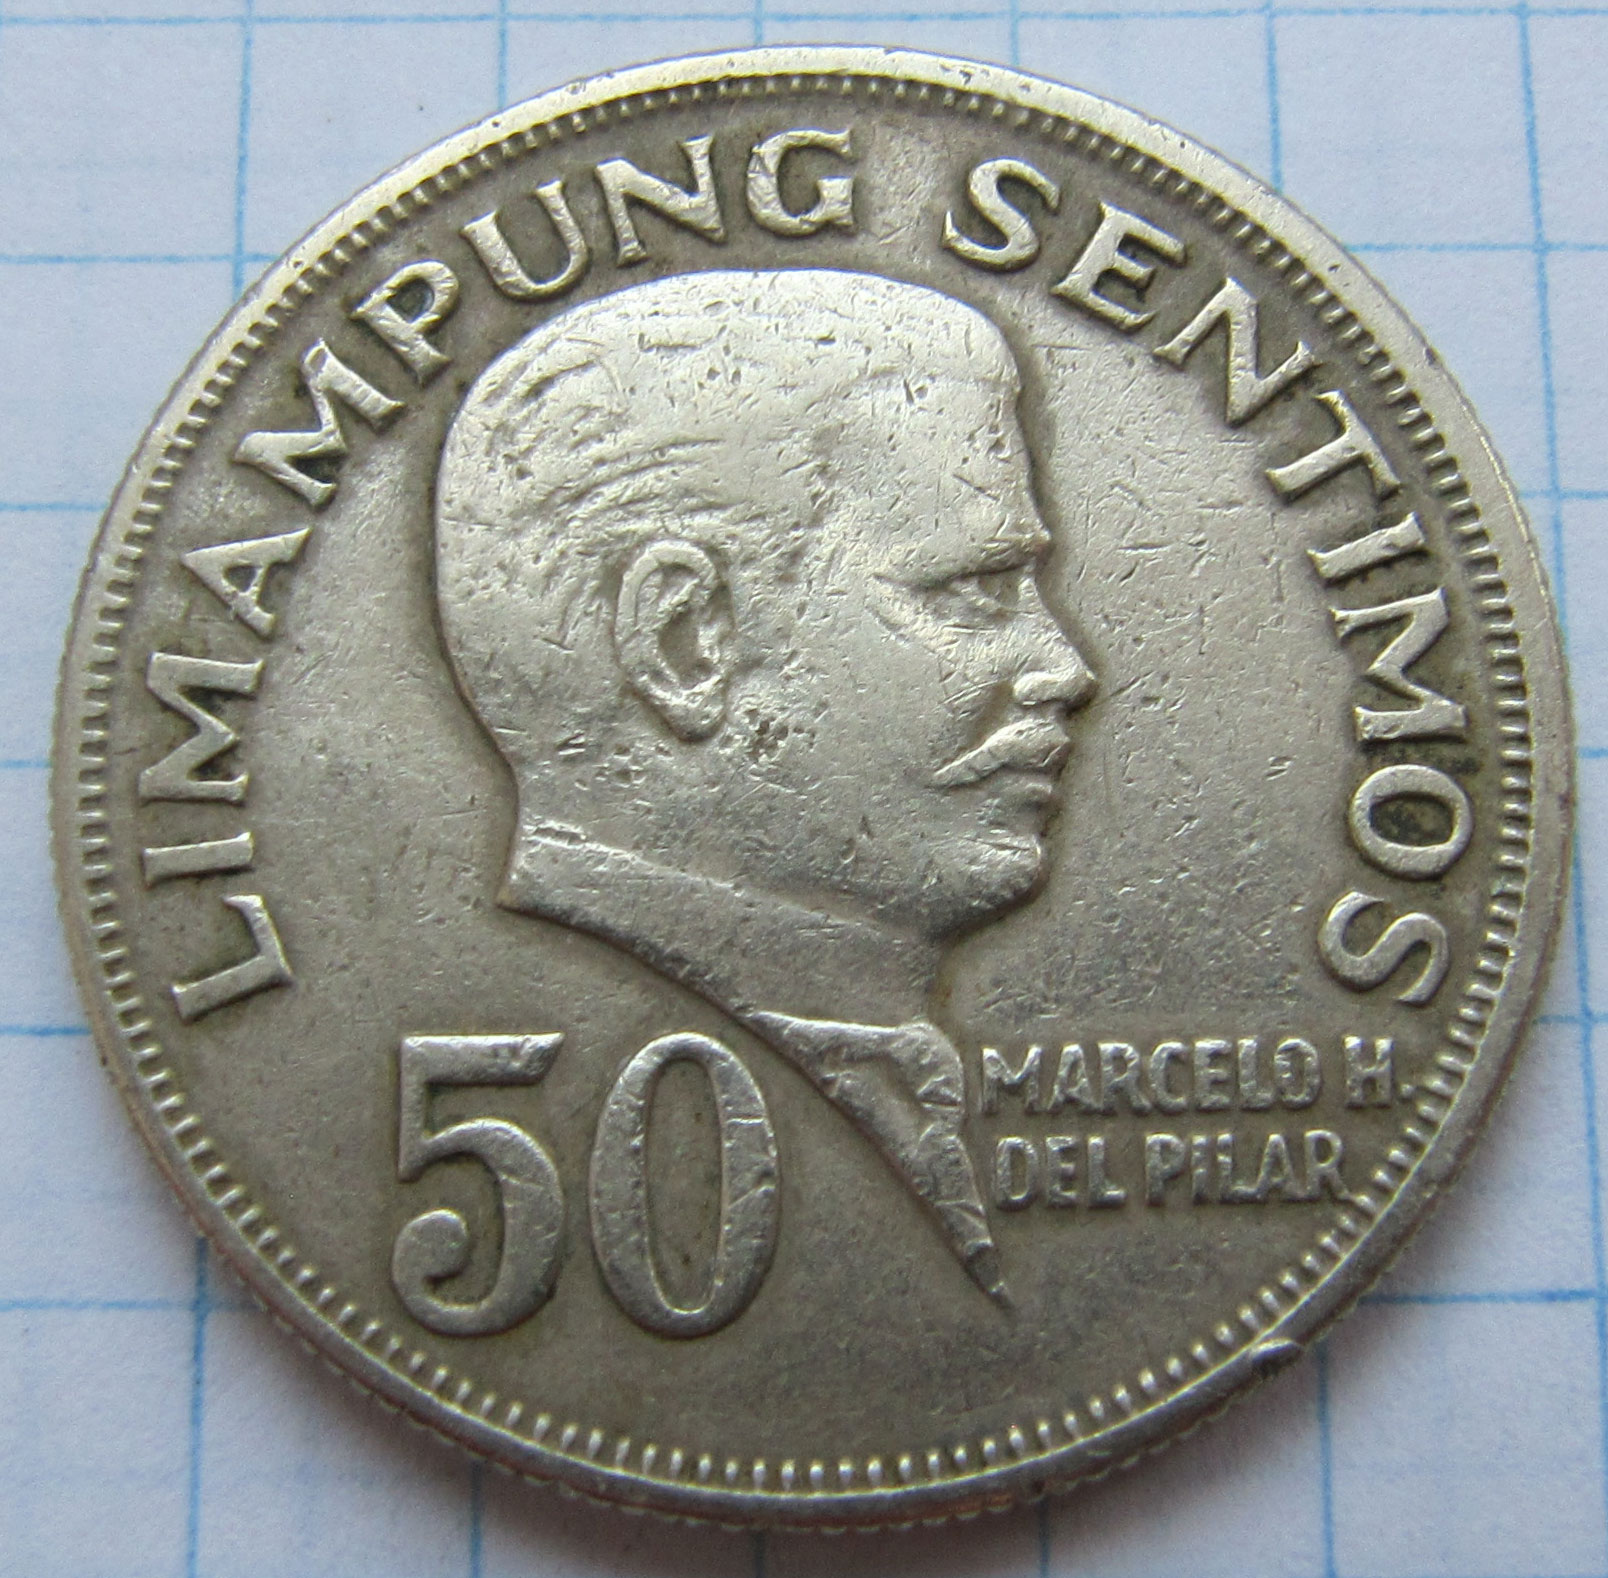 LIMAMPUNG SENTIMOS
50
MARCELO H.
DEL PILAR